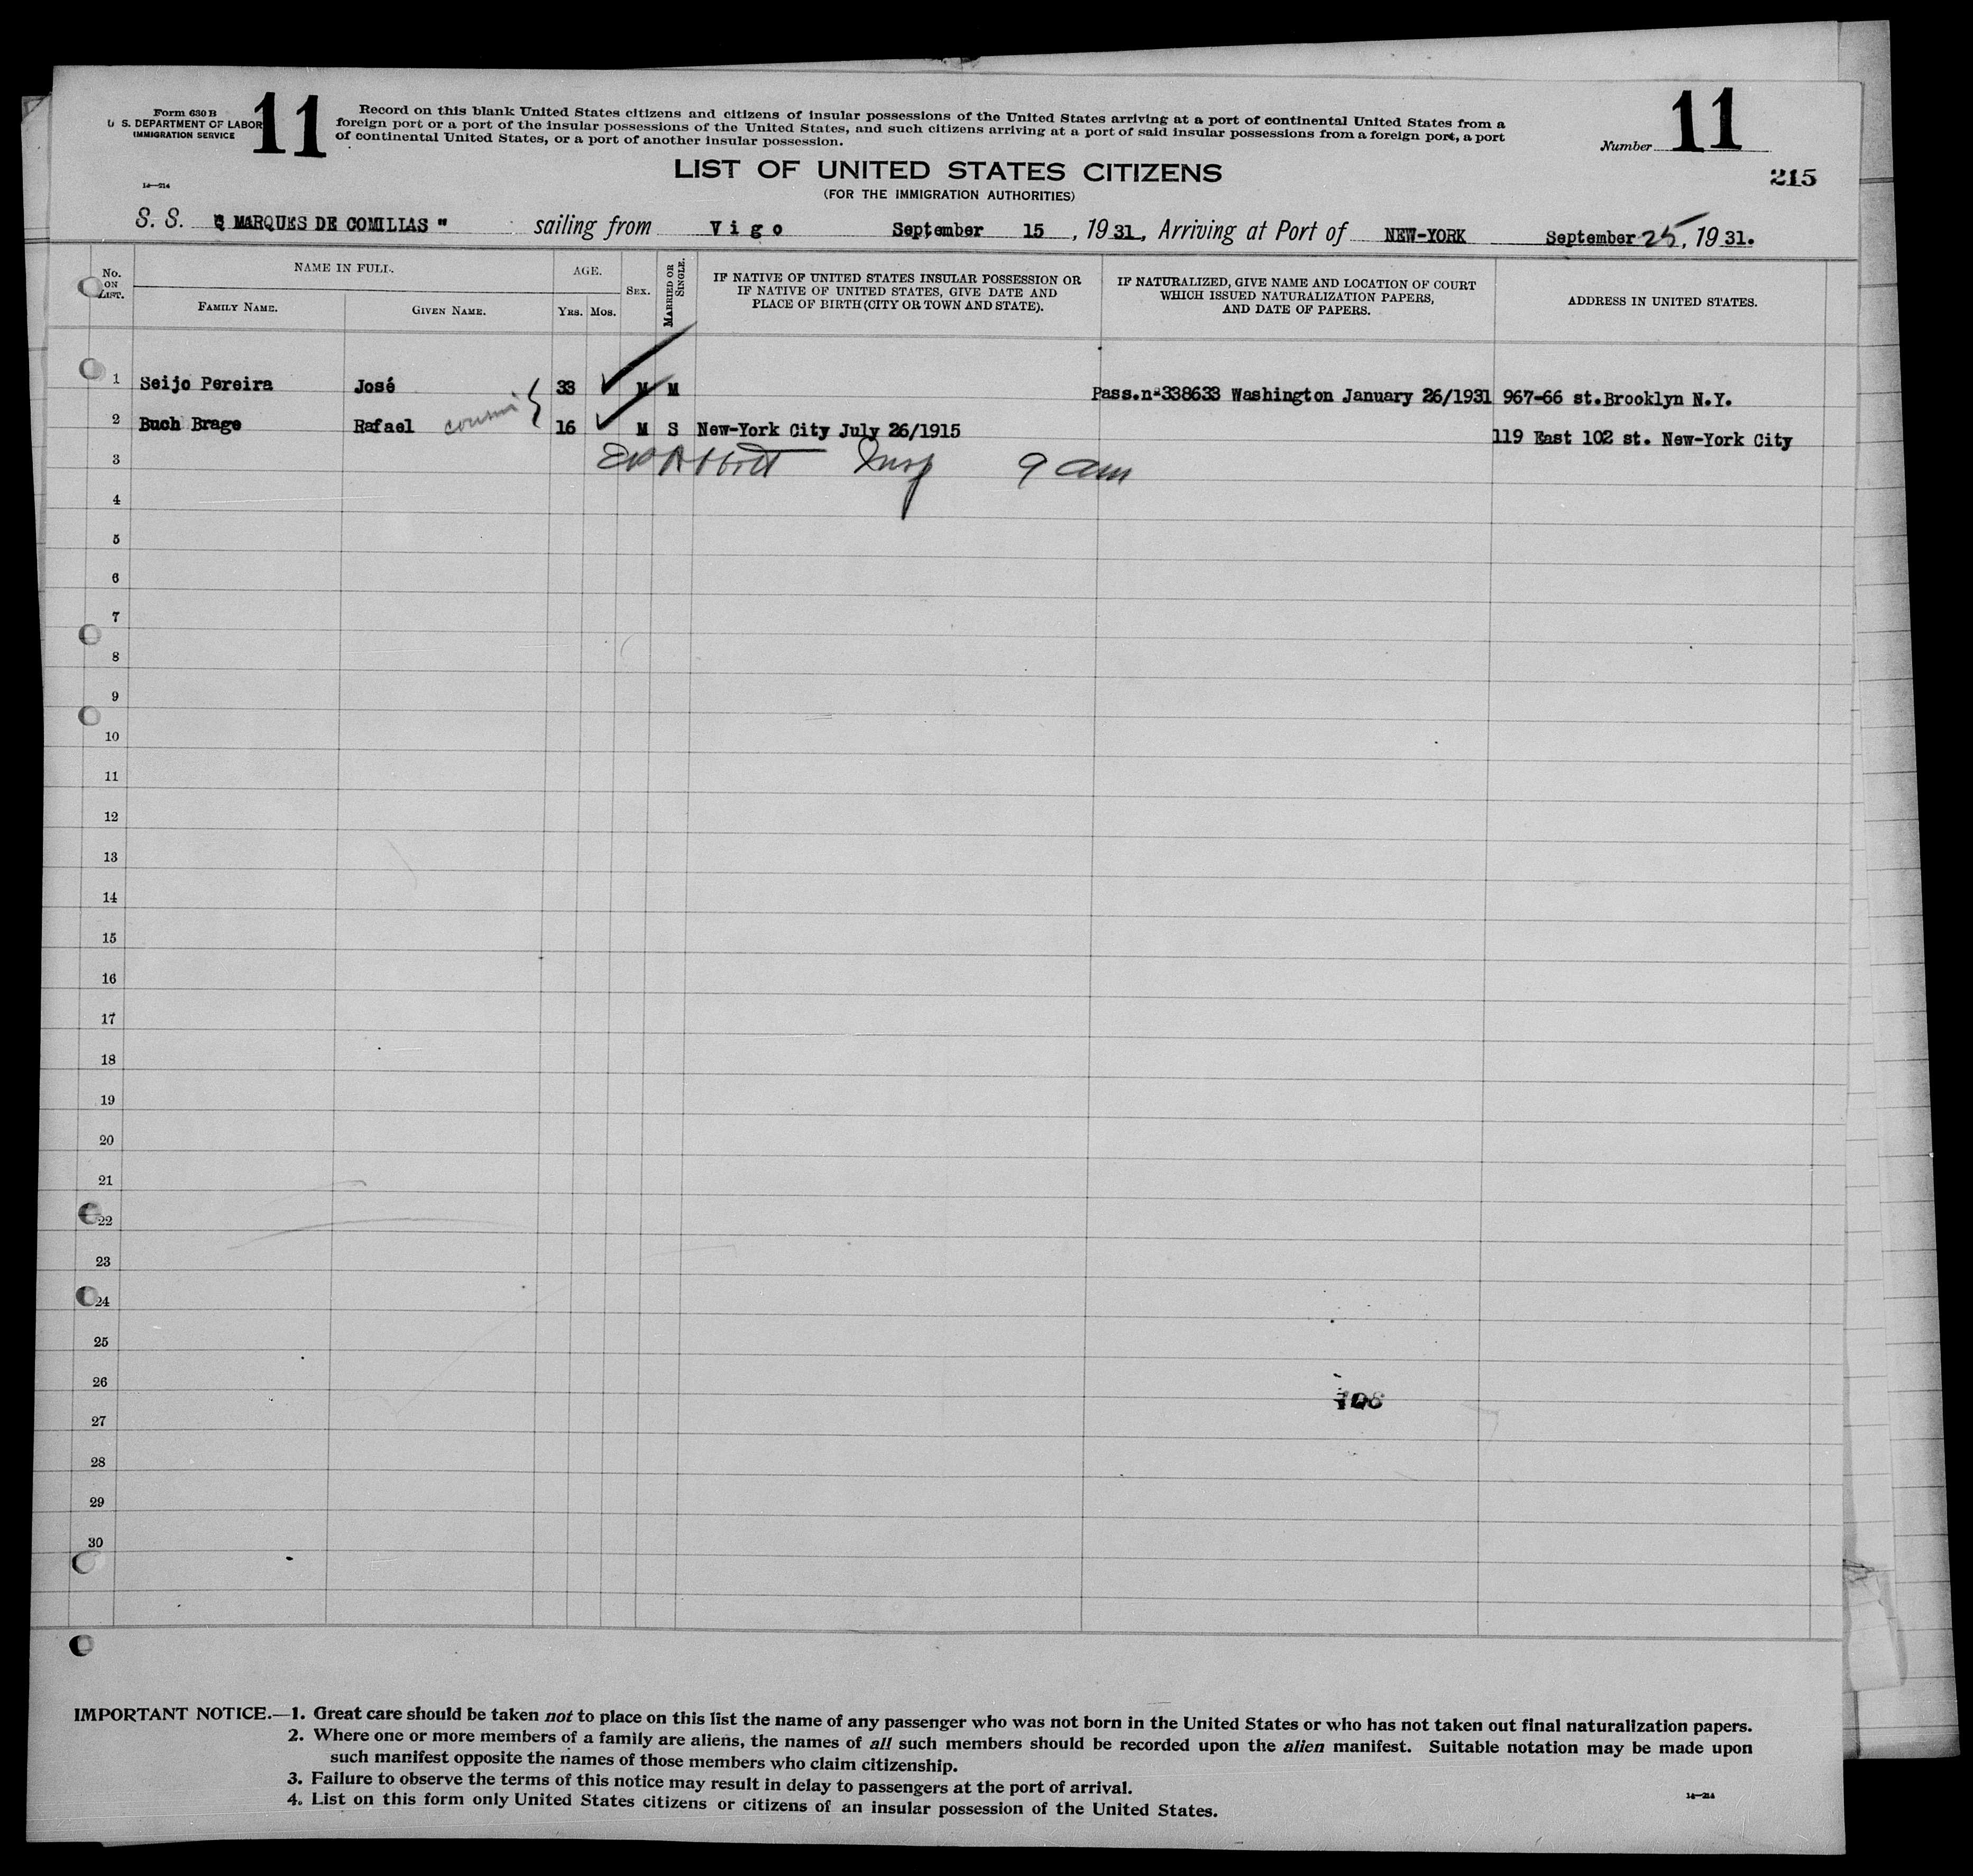 Form 630 B
U. S. DEPARTMENT OF LABOR
IMMIGRATION SERVICE
11
Record on this blank United States citizens and citizens of insular possessions of the United States arriving at a port of continental United States from a
foreign port or a port of the insular possessions of the United States, and such citizens arriving at a port of said insular possessions from a foreign port, a port
of continental United States, or a port of another insular possession.
Number 11
14—214
LIST OF UNITED STATES CITIZENS
(FOR THE IMMIGRATION AUTHORITIES)
215
S. S. " MARQUES DE COMILLAS " sailing from Vigo September 15, 1931, Arriving at Port of NEW-YORK September 25, 1931.
No. ON LIST.
NAME IN FULL.
FAMILY NAME.
GIVEN NAME.
AGE.
YRS. MOS.
SEX.
MARRIED OR SINGLE.
IF NATIVE OF UNITED STATES INSULAR POSSESSION OR
IF NATIVE OF UNITED STATES, GIVE DATE AND
PLACE OF BIRTH (CITY OR TOWN AND STATE).
IF NATURALIZED, GIVE NAME AND LOCATION OF COURT
WHICH ISSUED NATURALIZATION PAPERS,
AND DATE OF PAPERS.
ADDRESS IN UNITED STATES.
1 Seijo Pereira José 33 M M Pass.nº338633 Washington January 26/1931 967-66 st.Brooklyn N.Y.
2 Buch Brage Rafael cousin 16 M S New-York City July 26/1915 119 East 102 st. New-York City
3 Insp 9 am
4
5
6
7
8
9
10
11
12
13
14
15
16
17
18
19
20
21
22
23
24
25
26
27
28
29
30
IMPORTANT NOTICE.—1. Great care should be taken not to place on this list the name of any passenger who was not born in the United States or who has not taken out final naturalization papers.
2. Where one or more members of a family are aliens, the names of all such members should be recorded upon the alien manifest. Suitable notation may be made upon
such manifest opposite the names of those members who claim citizenship.
3. Failure to observe the terms of this notice may result in delay to passengers at the port of arrival.
4. List on this form only United States citizens or citizens of an insular possession of the United States.
14—214